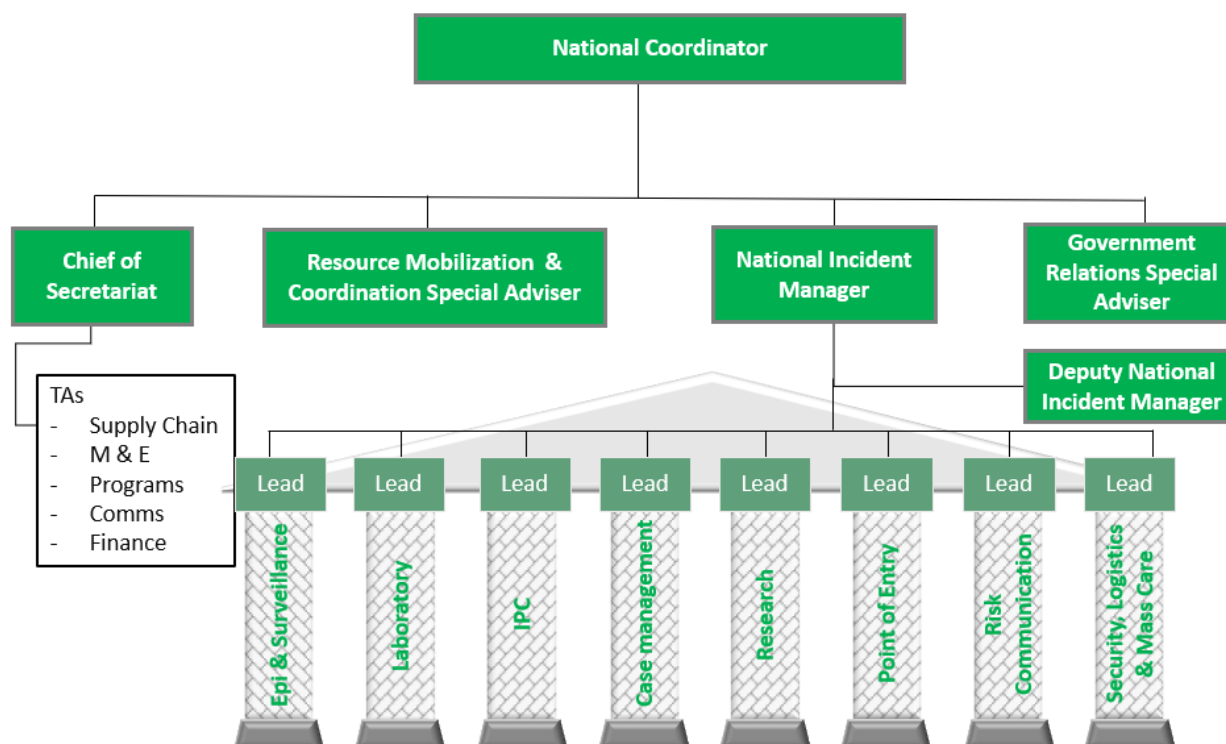 National Coordinator
Chief of
Secretariat
Resource Mobilization &
Coordination Special Adviser
National Incident
Manager
Government
Relations Special
Adviser
Deputy National
Incident Manager
TAs
- Supply Chain
- M & E
- Programs
- Comms
- Finance
Lead
Lead
Lead
Lead
Lead
Lead
Lead
Lead
Epi & Surveillance
Laboratory
IPC
Case management
Research
Point of Entry
Risk
Communication
Security, Logistics
& Mass Care